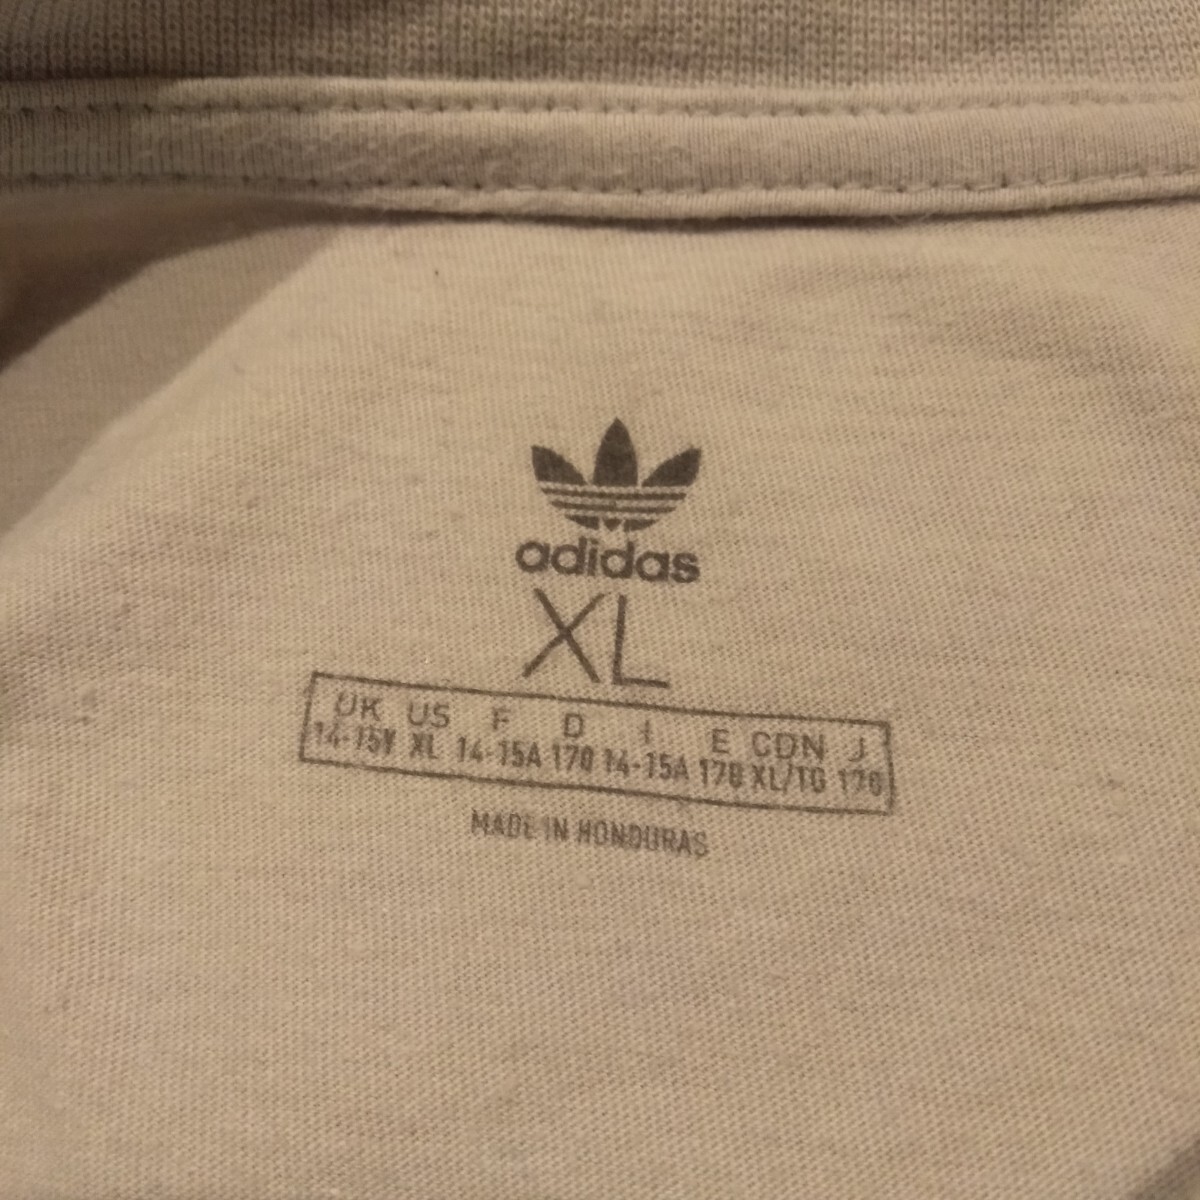 adidas
XL
UK US F D I E CDN J
14-15Y XL 14-15A 170 14-15A 170 XL/TG 170
MADE IN HONDURAS